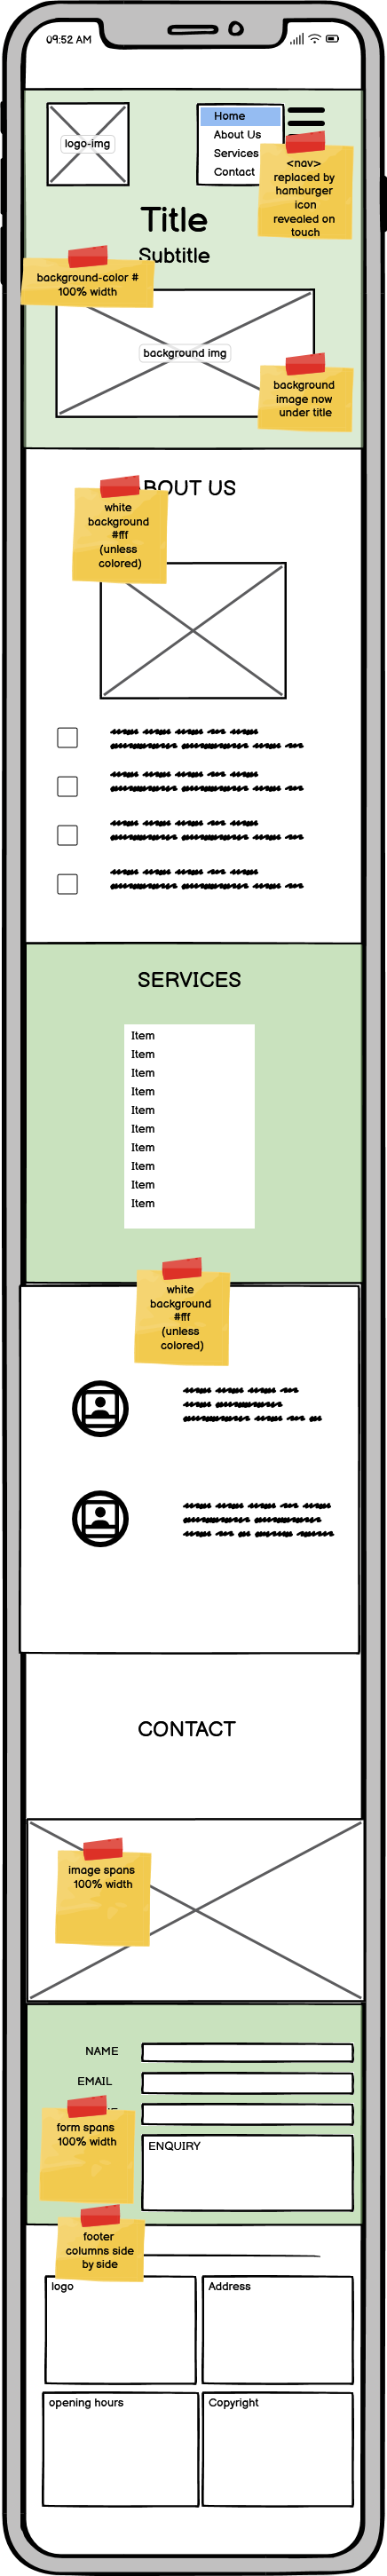 09:52 AM
logo-img
Home
About Us
Services
Contact
<nav>
replaced by
hamburger
icon
revealed on
touch
Title
Subtitle
background-color #
100% width
background img
background
image now
under title
BOUT US
white
background
#fff
(unless
colored)
SERVICES
Item
Item
Item
Item
Item
Item
Item
Item
Item
Item
white
background
#fff
(unless
colored)
CONTACT
image spans
100% width
NAME
EMAIL
form spans
100% width
ENQUIRY
footer
columns side
by side
logo
Address
opening hours
Copyright